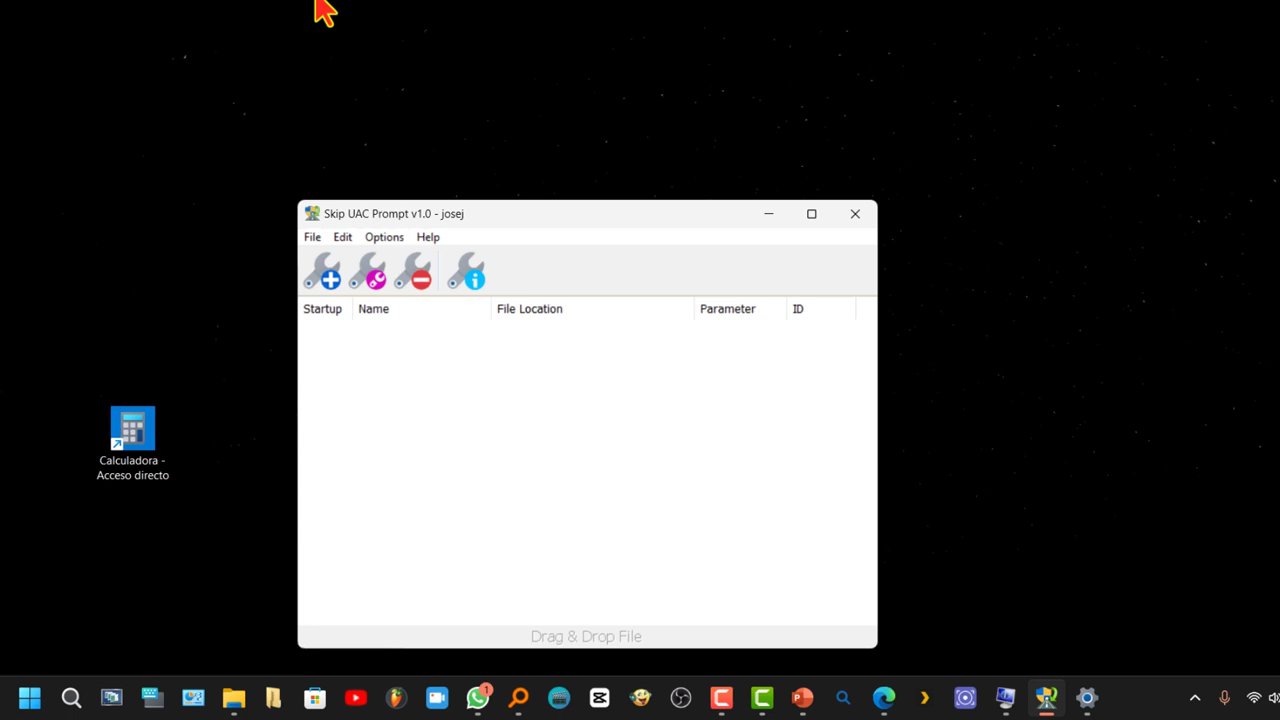 Skip UAC Prompt v1.0 - josej
File Edit Options Help
Startup Name File Location Parameter ID
Calculadora -
Acceso directo
Drag & Drop File
1